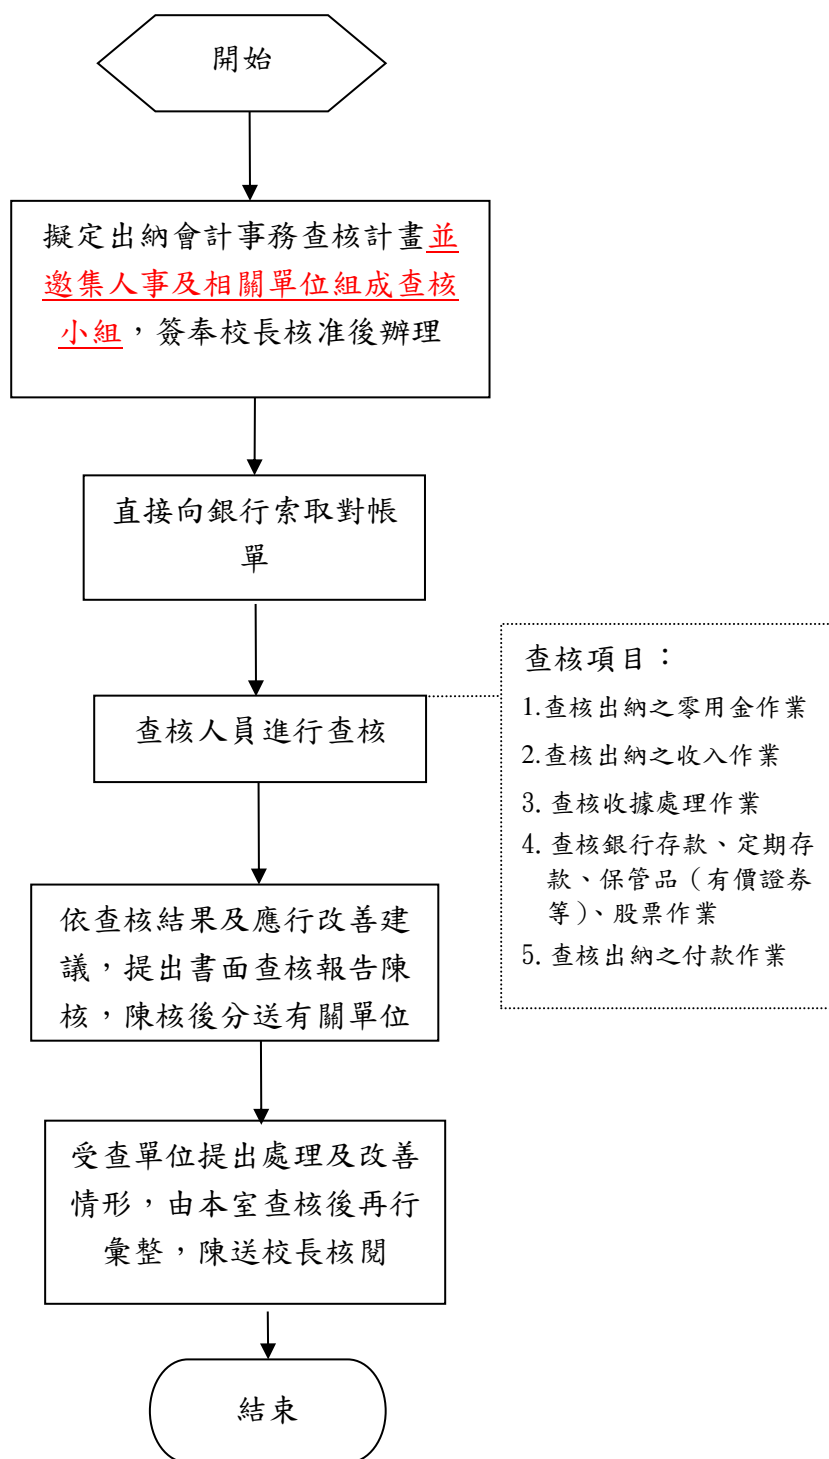 開始
擬定出納會計事務查核計畫並
邀集人事及相關單位組成查核
小組，簽奉校長核准後辦理
直接向銀行索取對帳
單
查核人員進行查核
查核項目：
1.查核出納之零用金作業
2.查核出納之收入作業
3. 查核收據處理作業
4. 查核銀行存款、定期存
款、保管品（有價證券
等）、股票作業
5. 查核出納之付款作業
依查核結果及應行改善建
議，提出書面查核報告陳
核，陳核後分送有關單位
受查單位提出處理及改善
情形，由本室查核後再行
彙整，陳送校長核閱
結束